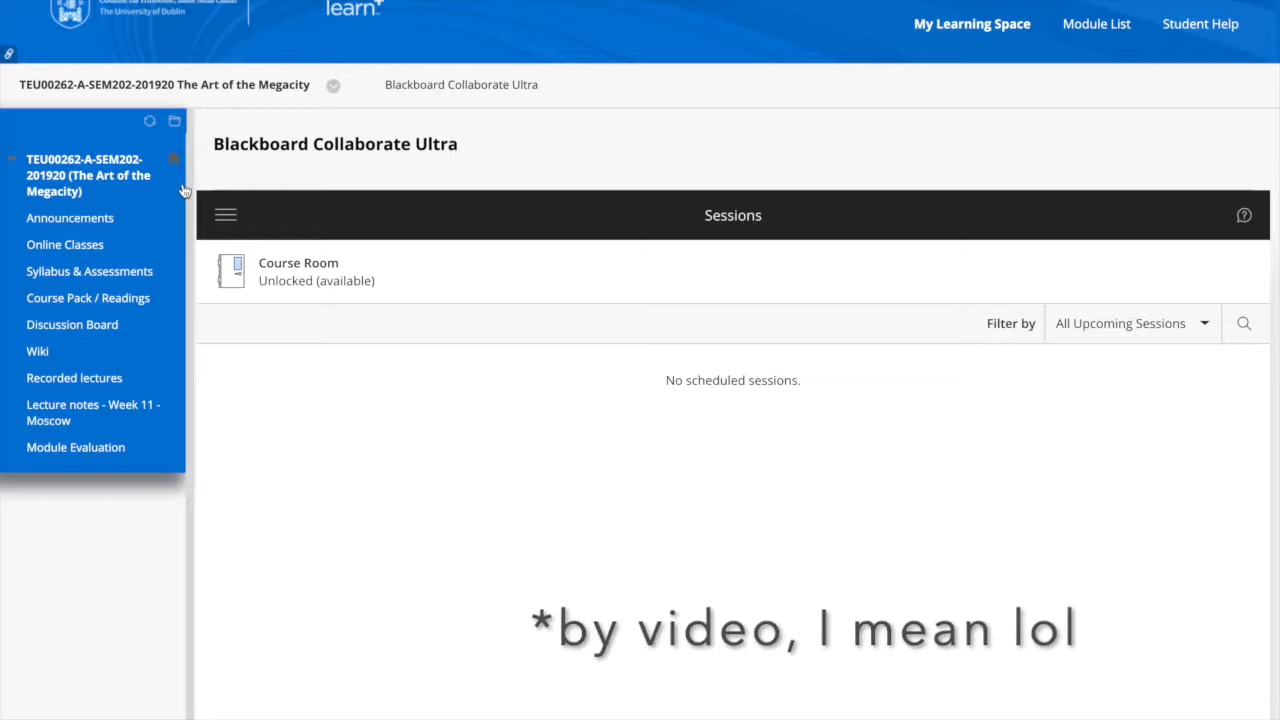 The University of Dublin
learn+
My Learning Space
Module List
Student Help
TEU00262-A-SEM202-201920 The Art of the Megacity
Blackboard Collaborate Ultra
TEU00262-A-SEM202-
201920 (The Art of the
Megacity)
Announcements
Online Classes
Syllabus & Assessments
Course Pack / Readings
Discussion Board
Wiki
Recorded lectures
Lecture notes - Week 11 -
Moscow
Module Evaluation
Blackboard Collaborate Ultra
Sessions
Course Room
Unlocked (available)
Filter by
All Upcoming Sessions
No scheduled sessions.
*by video, I mean lol